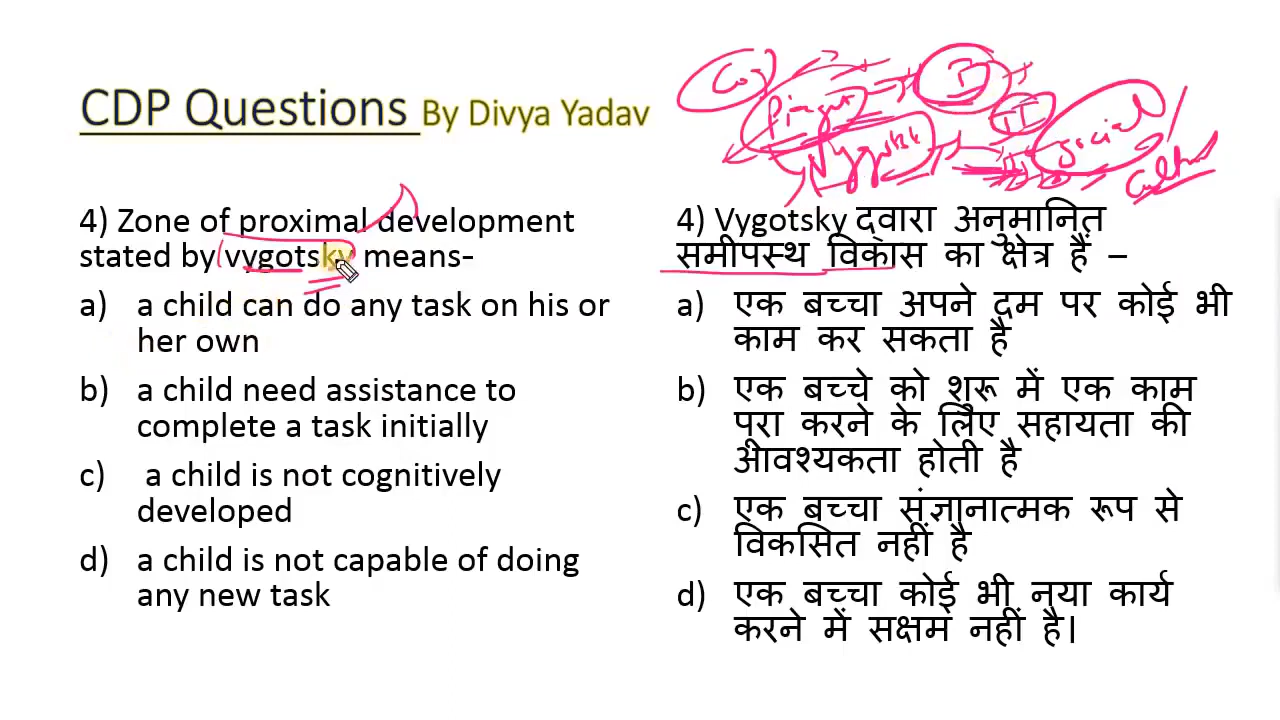 CDP Questions By Divya Yadav
4) Zone of proximal development
stated by vygotsky means-
a) a child can do any task on his or
her own
b) a child need assistance to
complete a task initially
c) a child is not cognitively
developed
d) a child is not capable of doing
any new task
Piaget
Vygotsk
social
4) Vygotsky द्वारा अनुमानित
समीपस्थ विकास का क्षेत्र हैं –
a) एक बच्चा अपने दम पर कोई भी
काम कर सकता है
b) एक बच्चे को शुरू में एक काम
पूरा करने के लिए सहायता की
आवश्यकता होती है
c) एक बच्चा संज्ञानात्मक रूप से
विकसित नहीं है
d) एक बच्चा कोई भी नया कार्य
करने में सक्षम नहीं है।